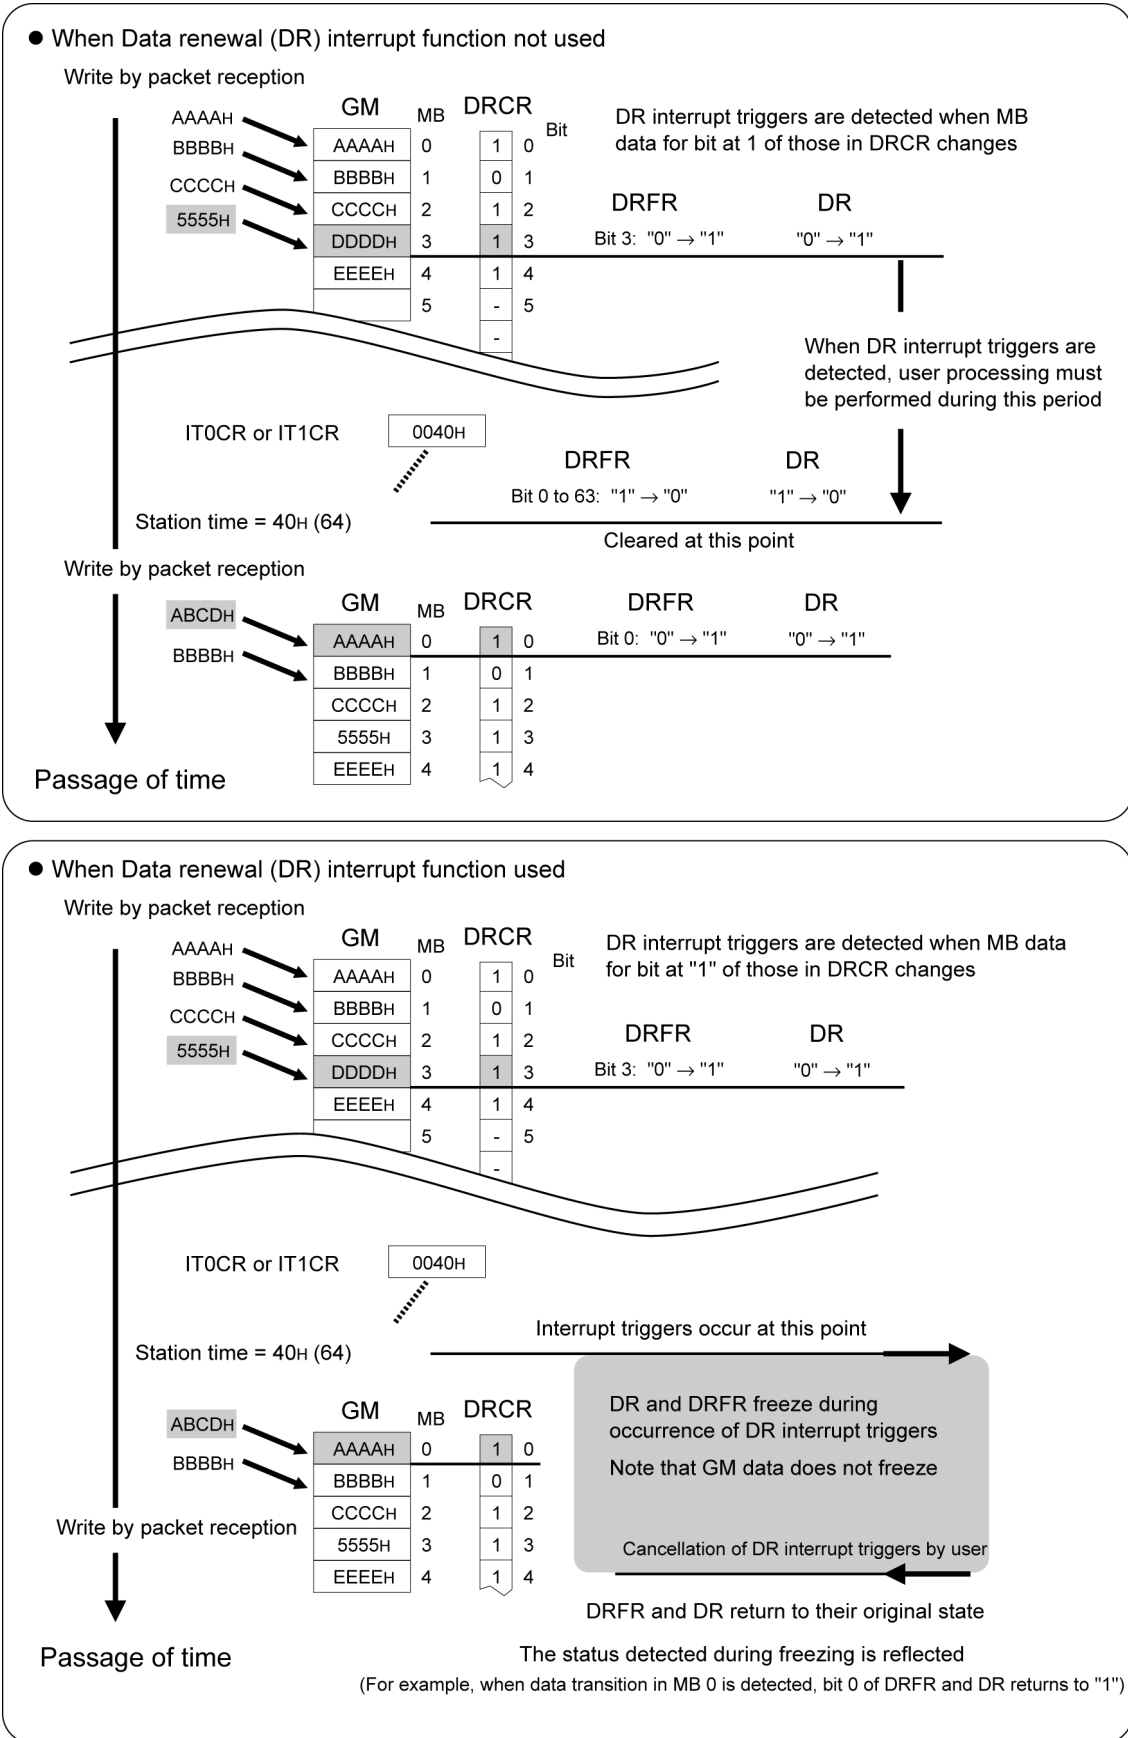 ● When Data renewal (DR) interrupt function not used
Write by packet reception
GM MB DRCR Bit
AAAAH AAAAH 0 1 0
BBBBH BBBBH 1 0 1
CCCCH CCCCH 2 1 2
5555H DDDDH 3 1 3
EEEEH 4 1 4
5 - 5
-
DR interrupt triggers are detected when MB
data for bit at 1 of those in DRCR changes
DRFR DR
Bit 3: "0" → "1" "0" → "1"
When DR interrupt triggers are
detected, user processing must
be performed during this period
IT0CR or IT1CR 0040H
DRFR DR
Bit 0 to 63: "1" → "0" "1" → "0"
Station time = 40H (64)
Cleared at this point
Write by packet reception
GM MB DRCR DRFR DR
ABCDH AAAAH 0 1 0 Bit 0: "0" → "1" "0" → "1"
BBBBH BBBBH 1 0 1
CCCCH 2 1 2
5555H 3 1 3
EEEEH 4 1 4
Passage of time
● When Data renewal (DR) interrupt function used
Write by packet reception
GM MB DRCR Bit
AAAAH AAAAH 0 1 0
BBBBH BBBBH 1 0 1
CCCCH CCCCH 2 1 2
5555H DDDDH 3 1 3
EEEEH 4 1 4
5 - 5
-
DR interrupt triggers are detected when MB data
for bit at "1" of those in DRCR changes
DRFR DR
Bit 3: "0" → "1" "0" → "1"
IT0CR or IT1CR 0040H
Interrupt triggers occur at this point
Station time = 40H (64)
GM MB DRCR
ABCDH AAAAH 0 1 0
BBBBH BBBBH 1 0 1
CCCCH 2 1 2
5555H 3 1 3
EEEEH 4 1 4
DR and DRFR freeze during
occurrence of DR interrupt triggers
Note that GM data does not freeze
Write by packet reception
Cancellation of DR interrupt triggers by user
DRFR and DR return to their original state
Passage of time
The status detected during freezing is reflected
(For example, when data transition in MB 0 is detected, bit 0 of DRFR and DR returns to "1")